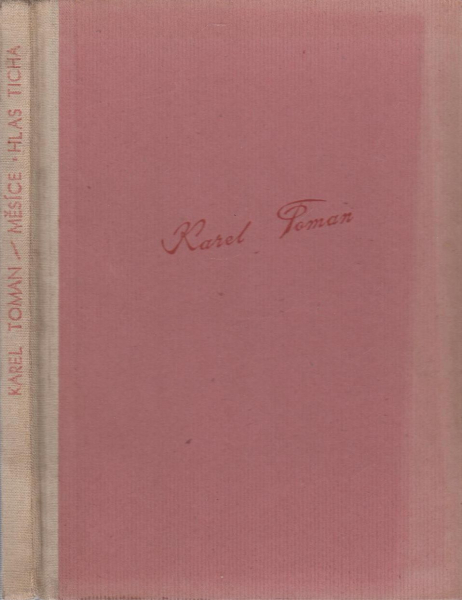 KAREL TOMAN – MĚSÍCE • HLAS TICHA
Karel Toman